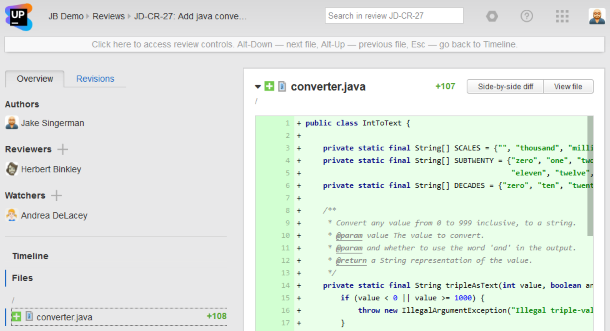 UP
JB Demo › Reviews › JD-CR-27: Add java conve...
Search in review JD-CR-27
Click here to access review controls. Alt-Down — next file, Alt-Up — previous file, Esc — go back to Timeline.
Overview
Revisions
Authors
Jake Singerman
Reviewers
Herbert Binkley
Watchers
Andrea DeLacey
Timeline
Files
/
converter.java +108
converter.java +107 Side-by-side diff View file
/
1 + public class IntToText {
2 +
3 + private static final String[] SCALES = {"", "thousand", "milli
4 + private static final String[] SUBTWENTY = {"zero", "one", "two
5 + "eleven", "twelve",
6 + private static final String[] DECADES = {"zero", "ten", "twent
7 +
8 + /**
9 + * Convert any value from 0 to 999 inclusive, to a string.
10 + * @param value The value to convert.
11 + * @param and whether to use the word 'and' in the output.
12 + * @return a String representation of the value.
13 + */
14 + private static final String tripleAsText(int value, boolean an
15 + if (value < 0 || value >= 1000) {
16 + throw new IllegalArgumentException("Illegal triple-val
17 + }